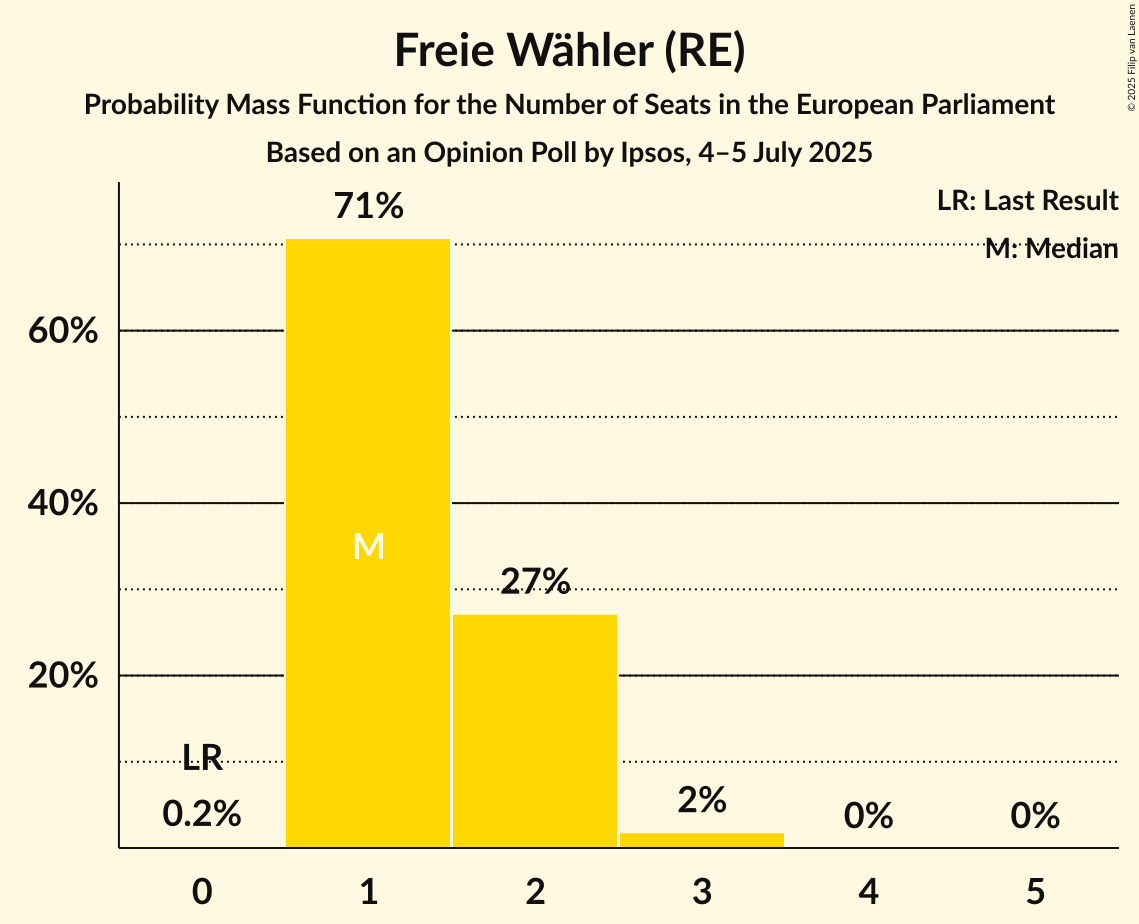 Freie Wähler (RE)
Probability Mass Function for the Number of Seats in the European Parliament
Based on an Opinion Poll by Ipsos, 4–5 July 2025
© 2025 Filip van Laenen
LR: Last Result
M: Median
71%
60%
40%
M
27%
20%
LR
0.2%
2%
0%
0%
0
1
2
3
4
5